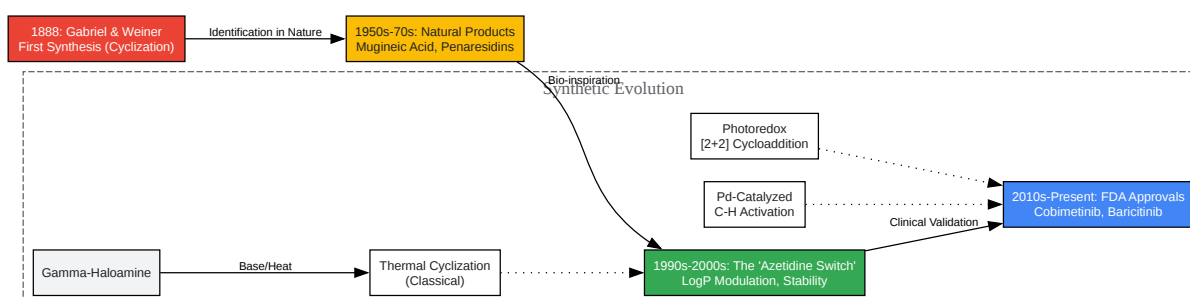 1888: Gabriel & Weiner
First Synthesis (Cyclization)
Identification in Nature
1950s-70s: Natural Products
Mugineic Acid, Penaresidins
Bio-inspiration
Synthetic Evolution
Photoredox
[2+2] Cycloaddition
Pd-Catalyzed
C-H Activation
2010s-Present: FDA Approvals
Cobimetinib, Baricitinib
Clinical Validation
Gamma-Haloamine
Base/Heat
Thermal Cyclization
(Classical)
1990s-2000s: The 'Azetidine Switch'
LogP Modulation, Stability